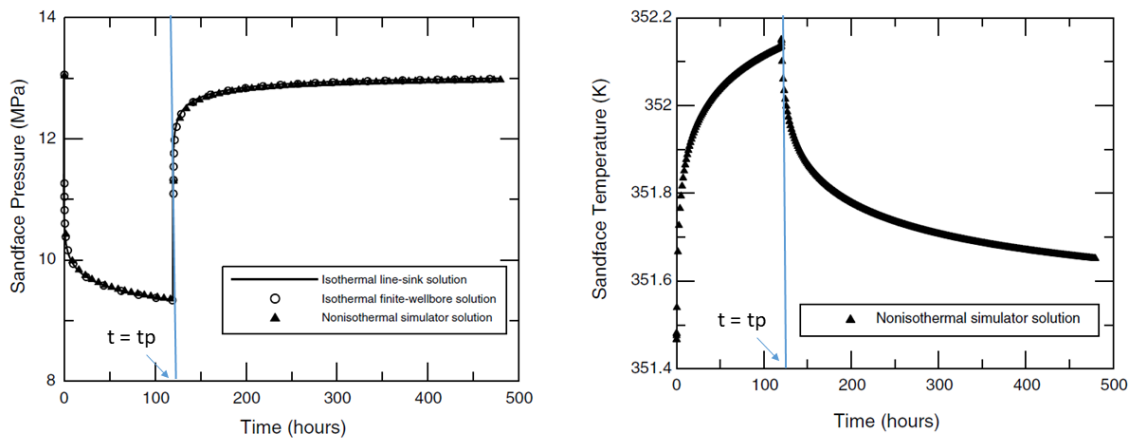 14
12
10
8
Sandface Pressure (MPa)
Isothermal line-sink solution
Isothermal finite-wellbore solution
Nonisothermal simulator solution
t = tp
0 100 200 300 400 500
Time (hours)
352.2
352
351.8
351.6
351.4
Sandface Temperature (K)
t = tp
Nonisothermal simulator solution
0 100 200 300 400 500
Time (hours)